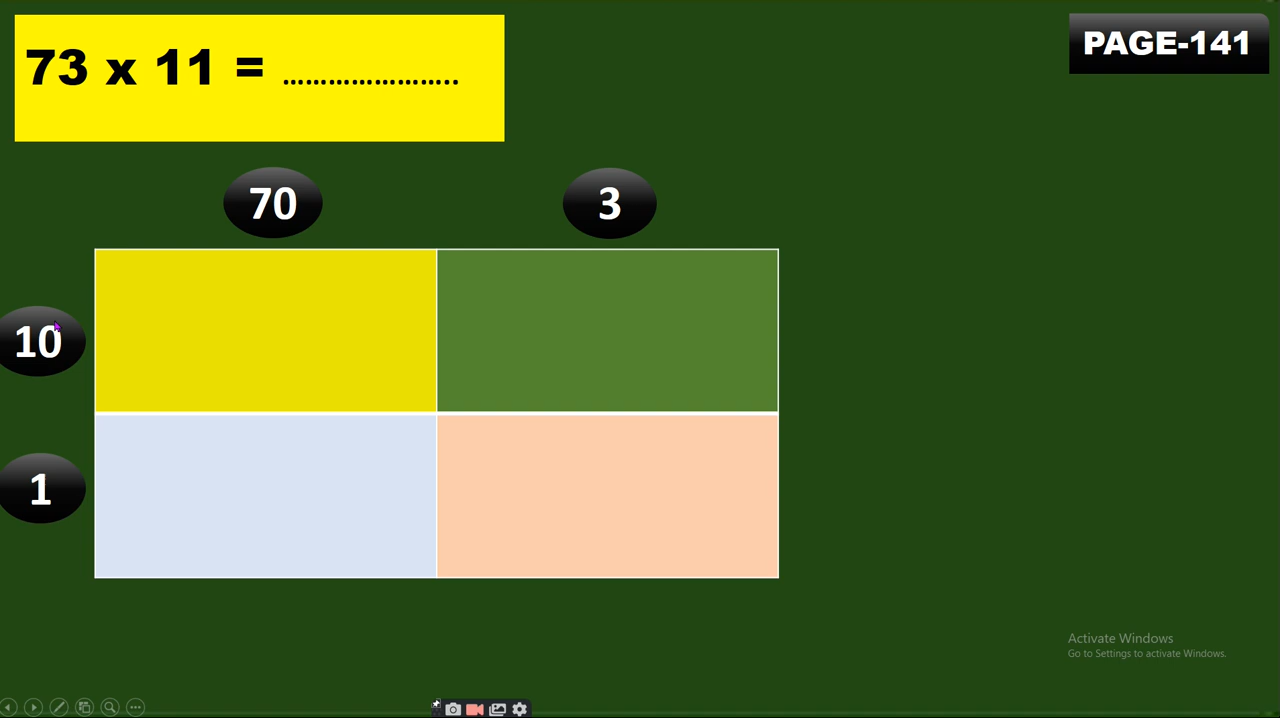 PAGE-141
73 x 11 = ........................
70 3
10
1
Activate Windows
Go to Settings to activate Windows.